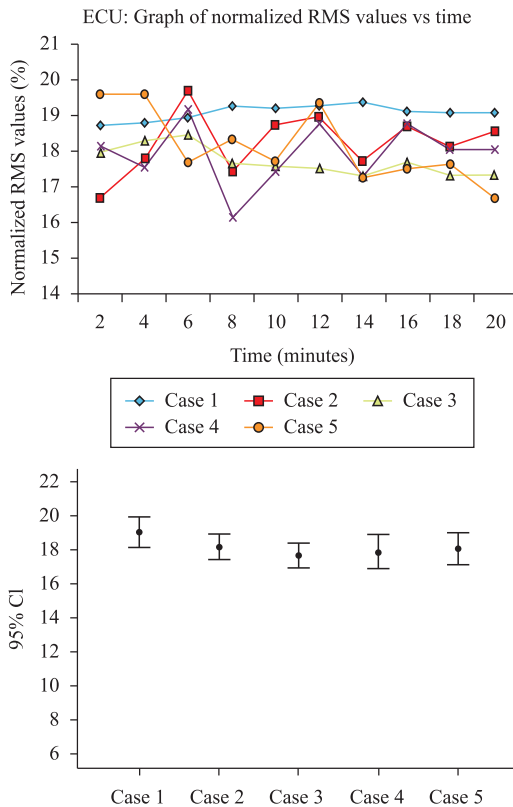 ECU: Graph of normalized RMS values vs time
Normalized RMS values (%)
21
20
19
18
17
16
15
14
2 4 6 8 10 12 14 16 18 20
Time (minutes)
Case 1 Case 2 Case 3
Case 4 Case 5
95% Cl
22
20
18
16
14
12
10
8
6
Case 1 Case 2 Case 3 Case 4 Case 5